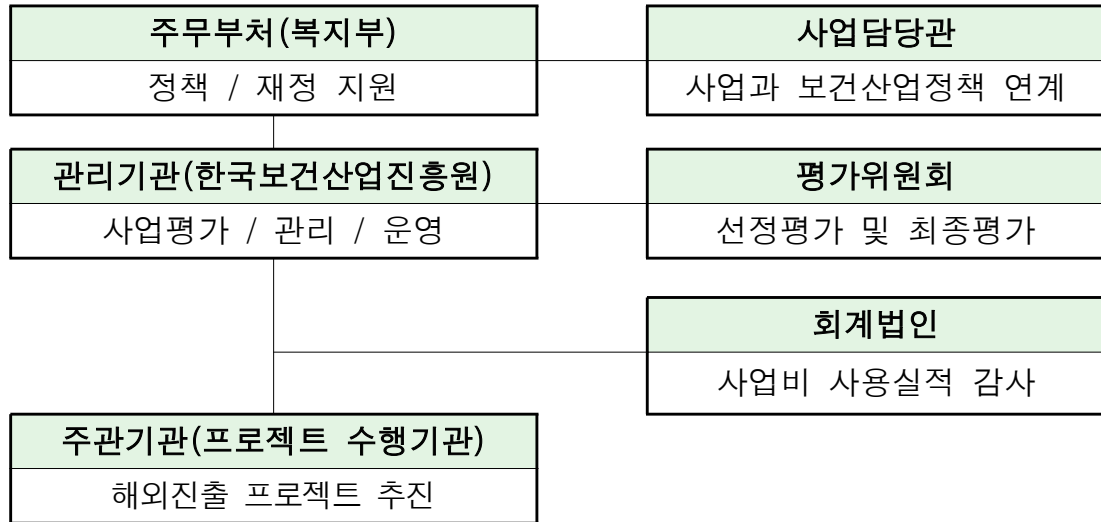 주무부처(복지부)
정책 / 재정 지원
사업담당관
사업과 보건산업정책 연계
관리기관(한국보건산업진흥원)
사업평가 / 관리 / 운영
평가위원회
선정평가 및 최종평가
회계법인
사업비 사용실적 감사
주관기관(프로젝트 수행기관)
해외진출 프로젝트 추진